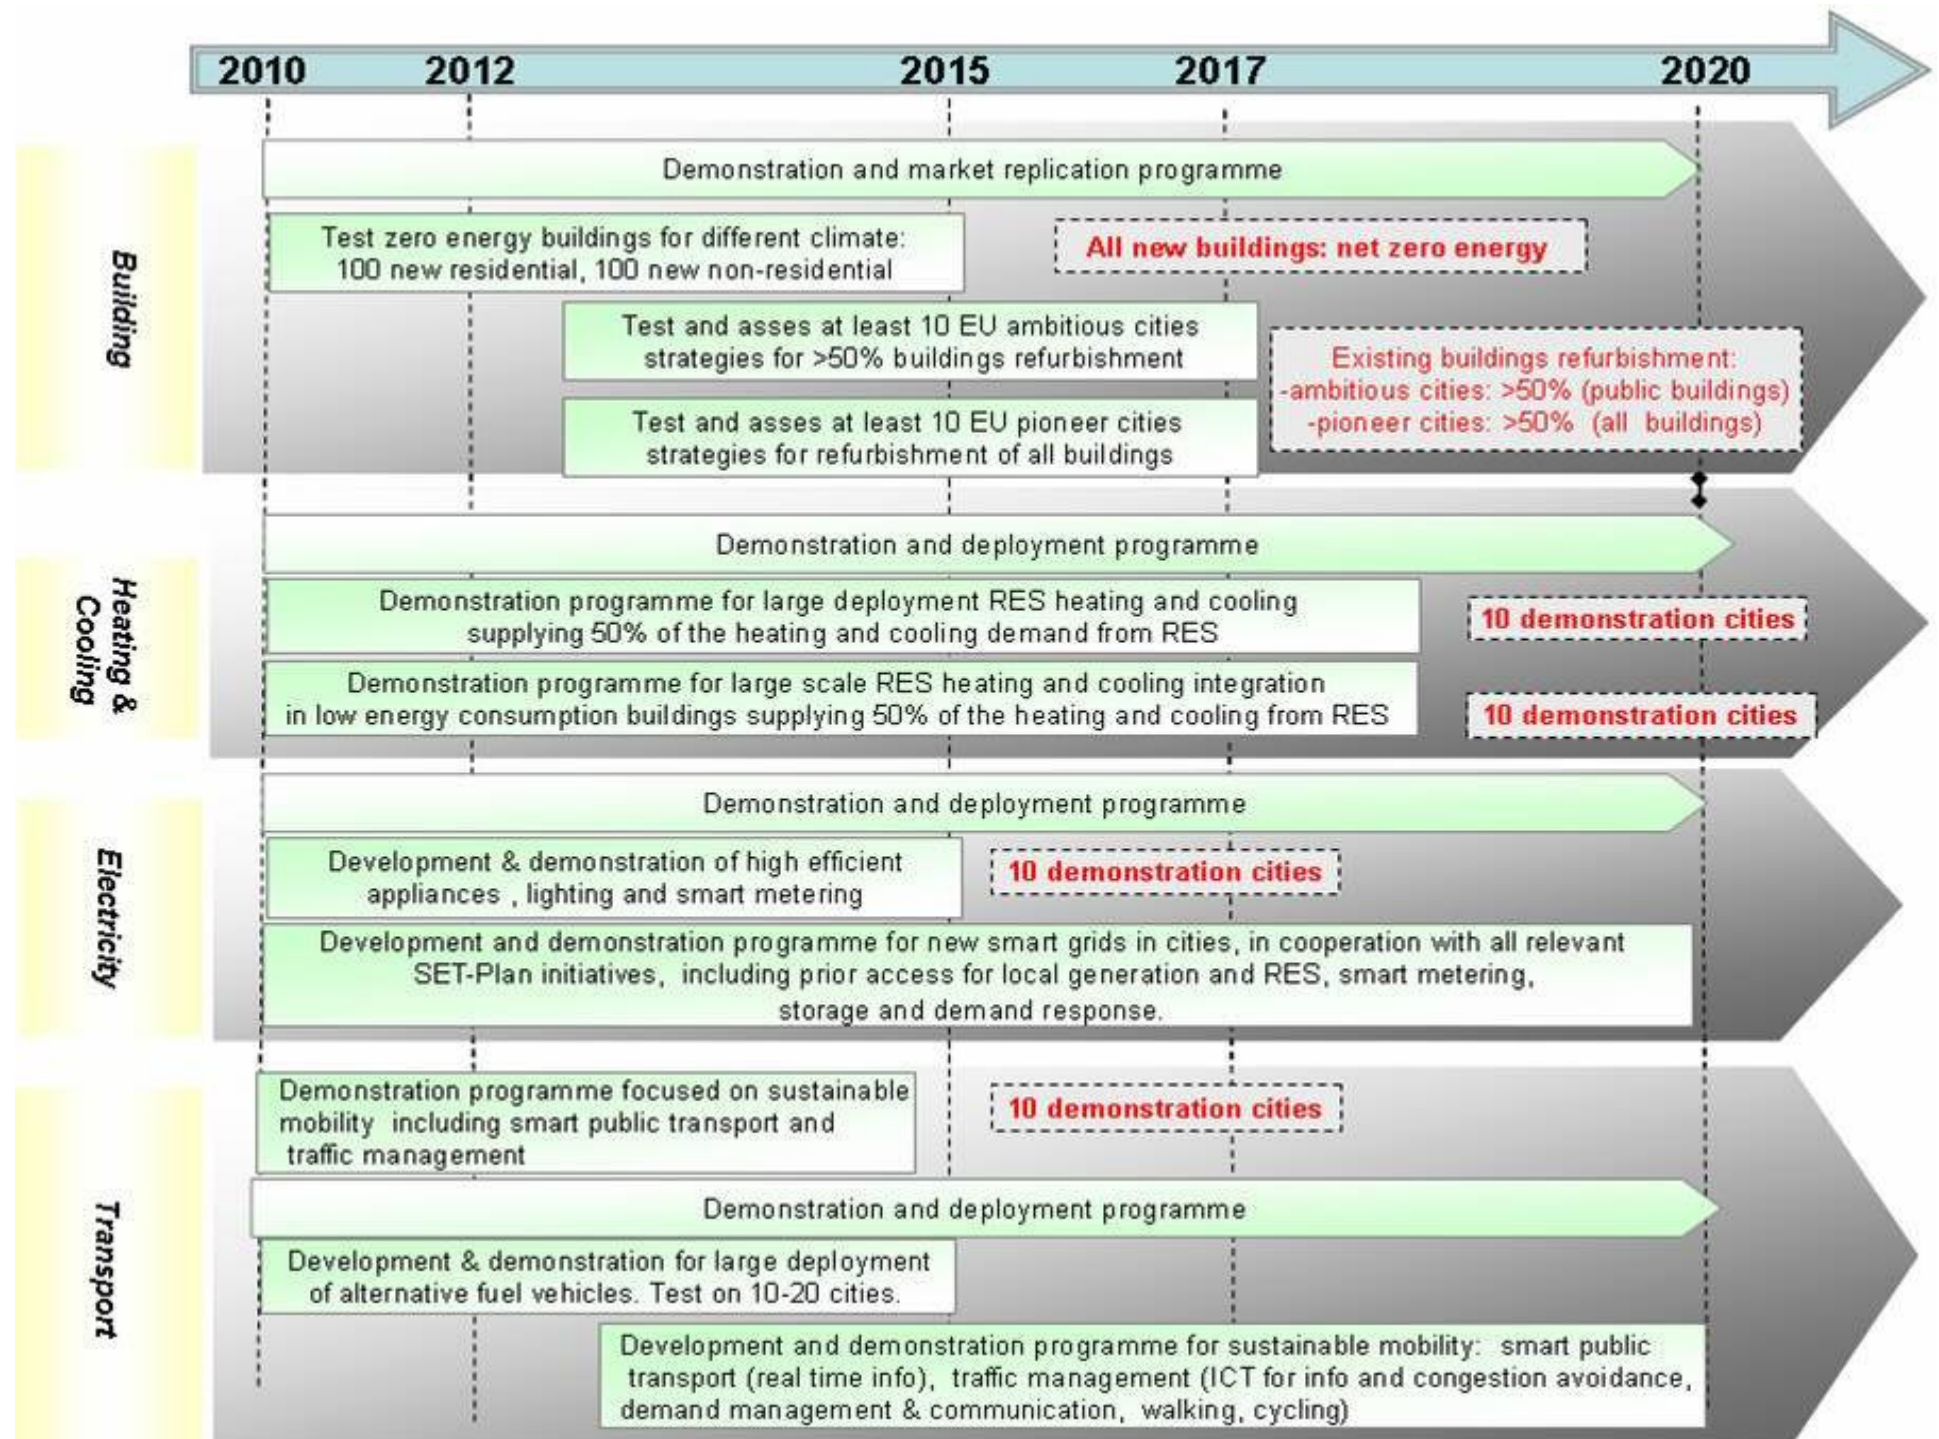 2010 2012 2015 2017 2020
Building
Demonstration and market replication programme
Test zero energy buildings for different climate:
100 new residential, 100 new non-residential
All new buildings: net zero energy
Test and asses at least 10 EU ambitious cities
strategies for >50% buildings refurbishment
Existing buildings refurbishment:
-ambitious cities: >50% (public buildings)
-pioneer cities: >50% (all buildings)
Test and asses at least 10 EU pioneer cities
strategies for refurbishment of all buildings
Heating &
Cooling
Demonstration and deployment programme
Demonstration programme for large deployment RES heating and cooling
supplying 50% of the heating and cooling demand from RES
10 demonstration cities
Demonstration programme for large scale RES heating and cooling integration
in low energy consumption buildings supplying 50% of the heating and cooling from RES
10 demonstration cities
Electricity
Demonstration and deployment programme
Development & demonstration of high efficient
appliances , lighting and smart metering
10 demonstration cities
Development and demonstration programme for new smart grids in cities, in cooperation with all relevant
SET-Plan initiatives, including prior access for local generation and RES, smart metering,
storage and demand response.
Transport
Demonstration programme focused on sustainable
mobility including smart public transport and
traffic management
10 demonstration cities
Demonstration and deployment programme
Development & demonstration for large deployment
of alternative fuel vehicles. Test on 10-20 cities.
Development and demonstration programme for sustainable mobility: smart public
transport (real time info), traffic management (ICT for info and congestion avoidance,
demand management & communication, walking, cycling)